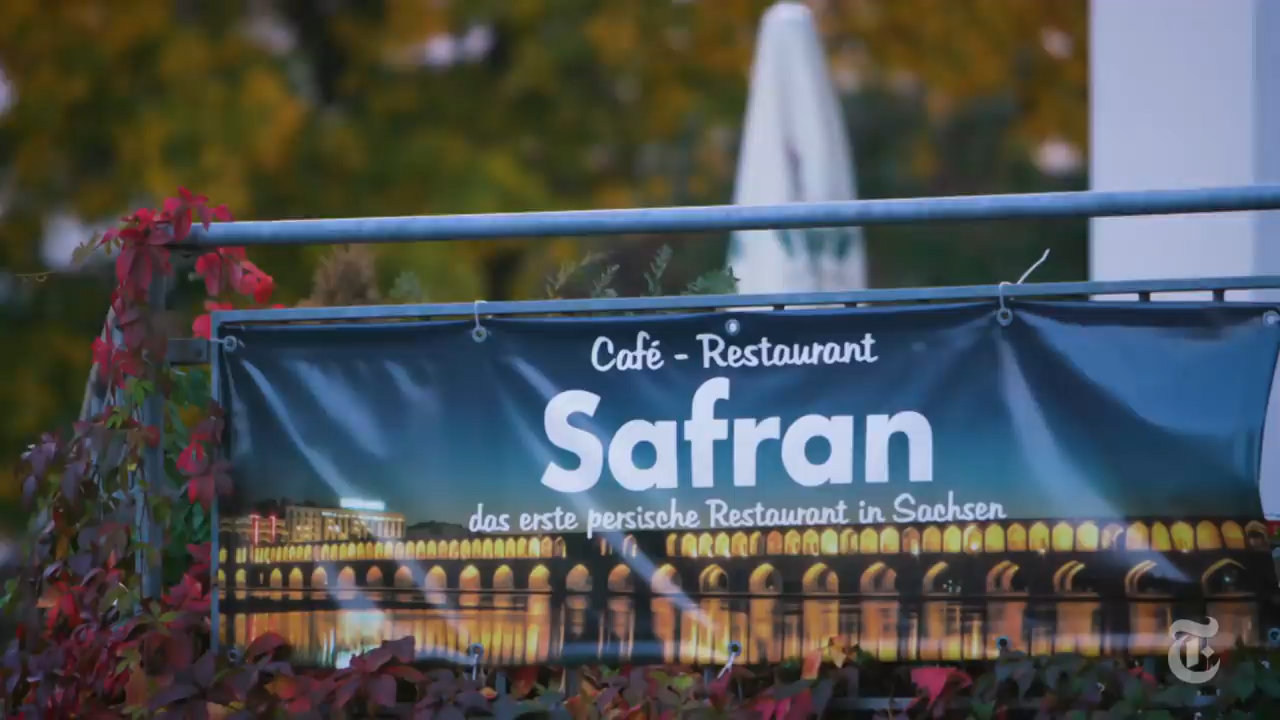 Café - Restaurant
Safran
das erste persische Restaurant in Sachsen